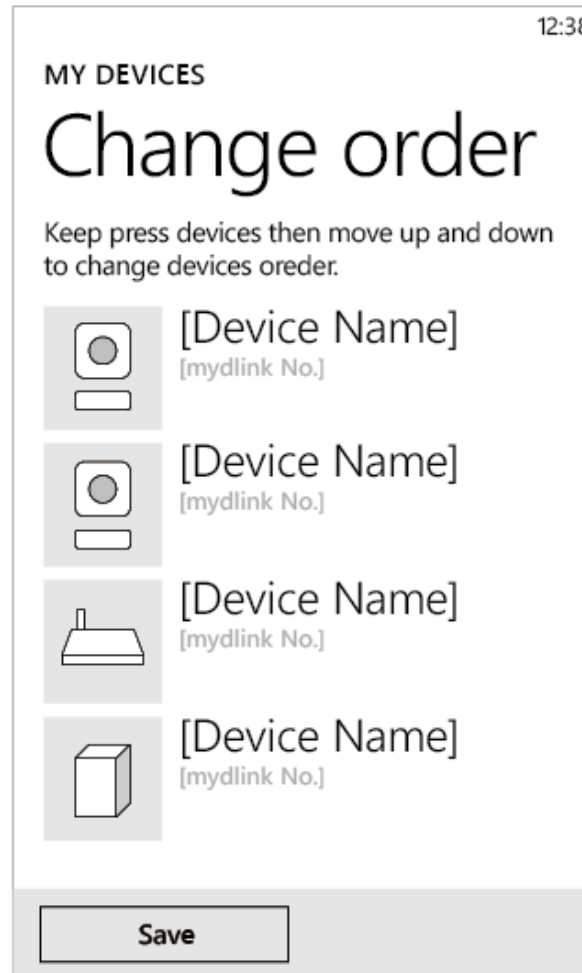 12:38
MY DEVICES
Change order
Keep press devices then move up and down
to change devices oreder.
[Device Name]
[mydlink No.]
[Device Name]
[mydlink No.]
[Device Name]
[mydlink No.]
[Device Name]
[mydlink No.]
Save